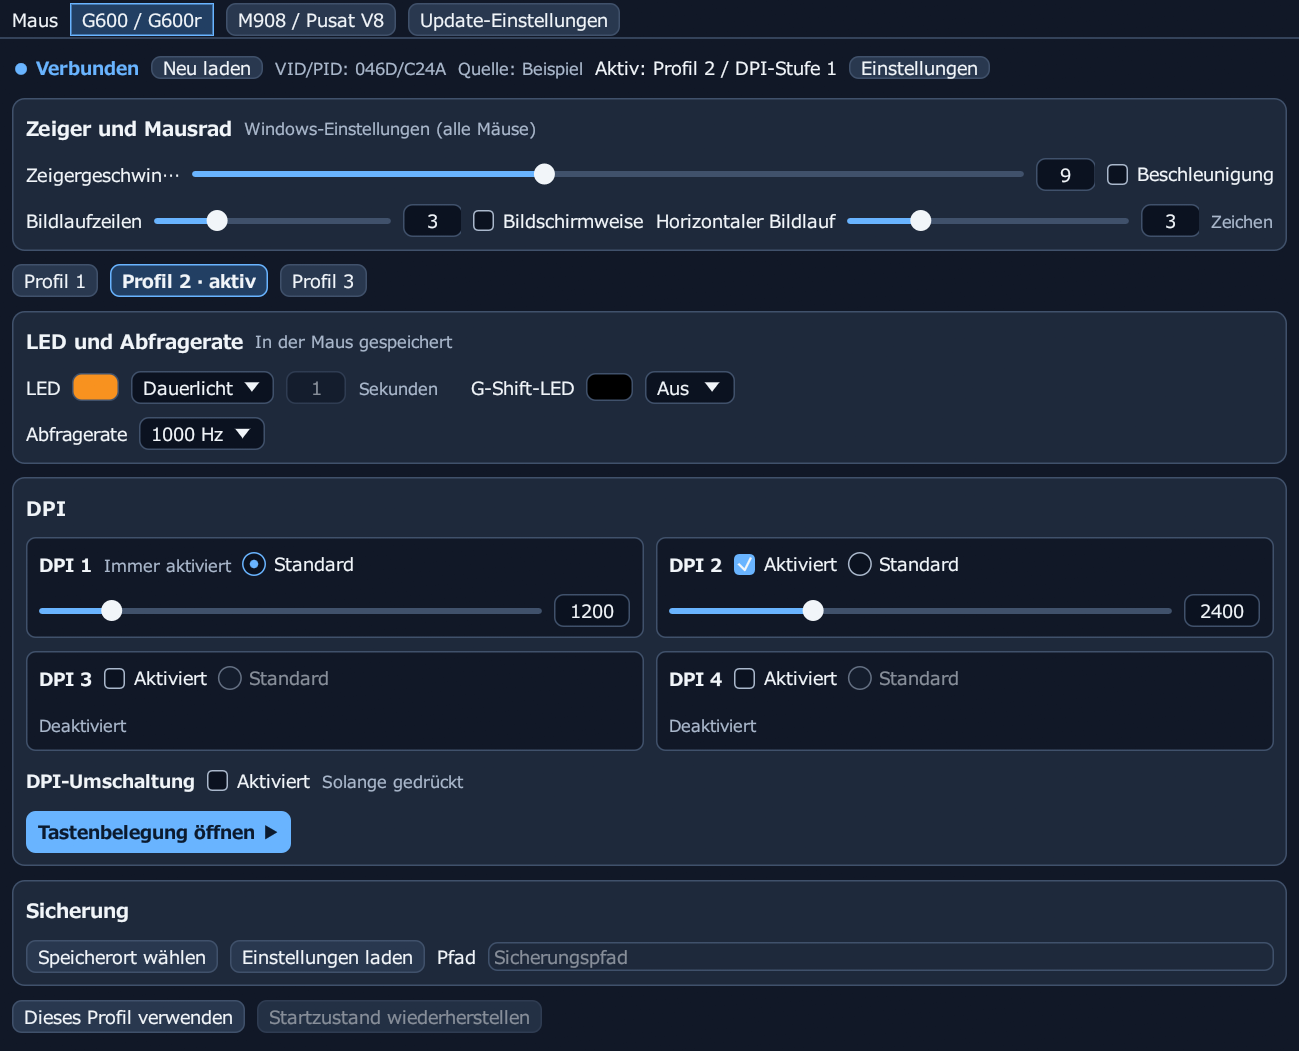 Maus G600 / G600r M908 / Pusat V8 Update-Einstellungen
Verbunden Neu laden VID/PID: 046D/C24A Quelle: Beispiel Aktiv: Profil 2 / DPI-Stufe 1 Einstellungen
Zeiger und Mausrad Windows-Einstellungen (alle Mäuse)
Zeigergeschwin··· 9 Beschleunigung
Bildlaufzeilen 3 Bildschirmweise Horizontaler Bildlauf 3 Zeichen
Profil 1 Profil 2 · aktiv Profil 3
LED und Abfragerate In der Maus gespeichert
LED Dauerlicht 1 Sekunden G-Shift-LED Aus
Abfragerate 1000 Hz
DPI
DPI 1 Immer aktiviert Standard
1200
DPI 2 Aktiviert Standard
2400
DPI 3 Aktiviert Standard
Deaktiviert
DPI 4 Aktiviert Standard
Deaktiviert
DPI-Umschaltung Aktiviert Solange gedrückt
Tastenbelegung öffnen
Sicherung
Speicherort wählen Einstellungen laden Pfad Sicherungspfad
Dieses Profil verwenden Startzustand wiederherstellen